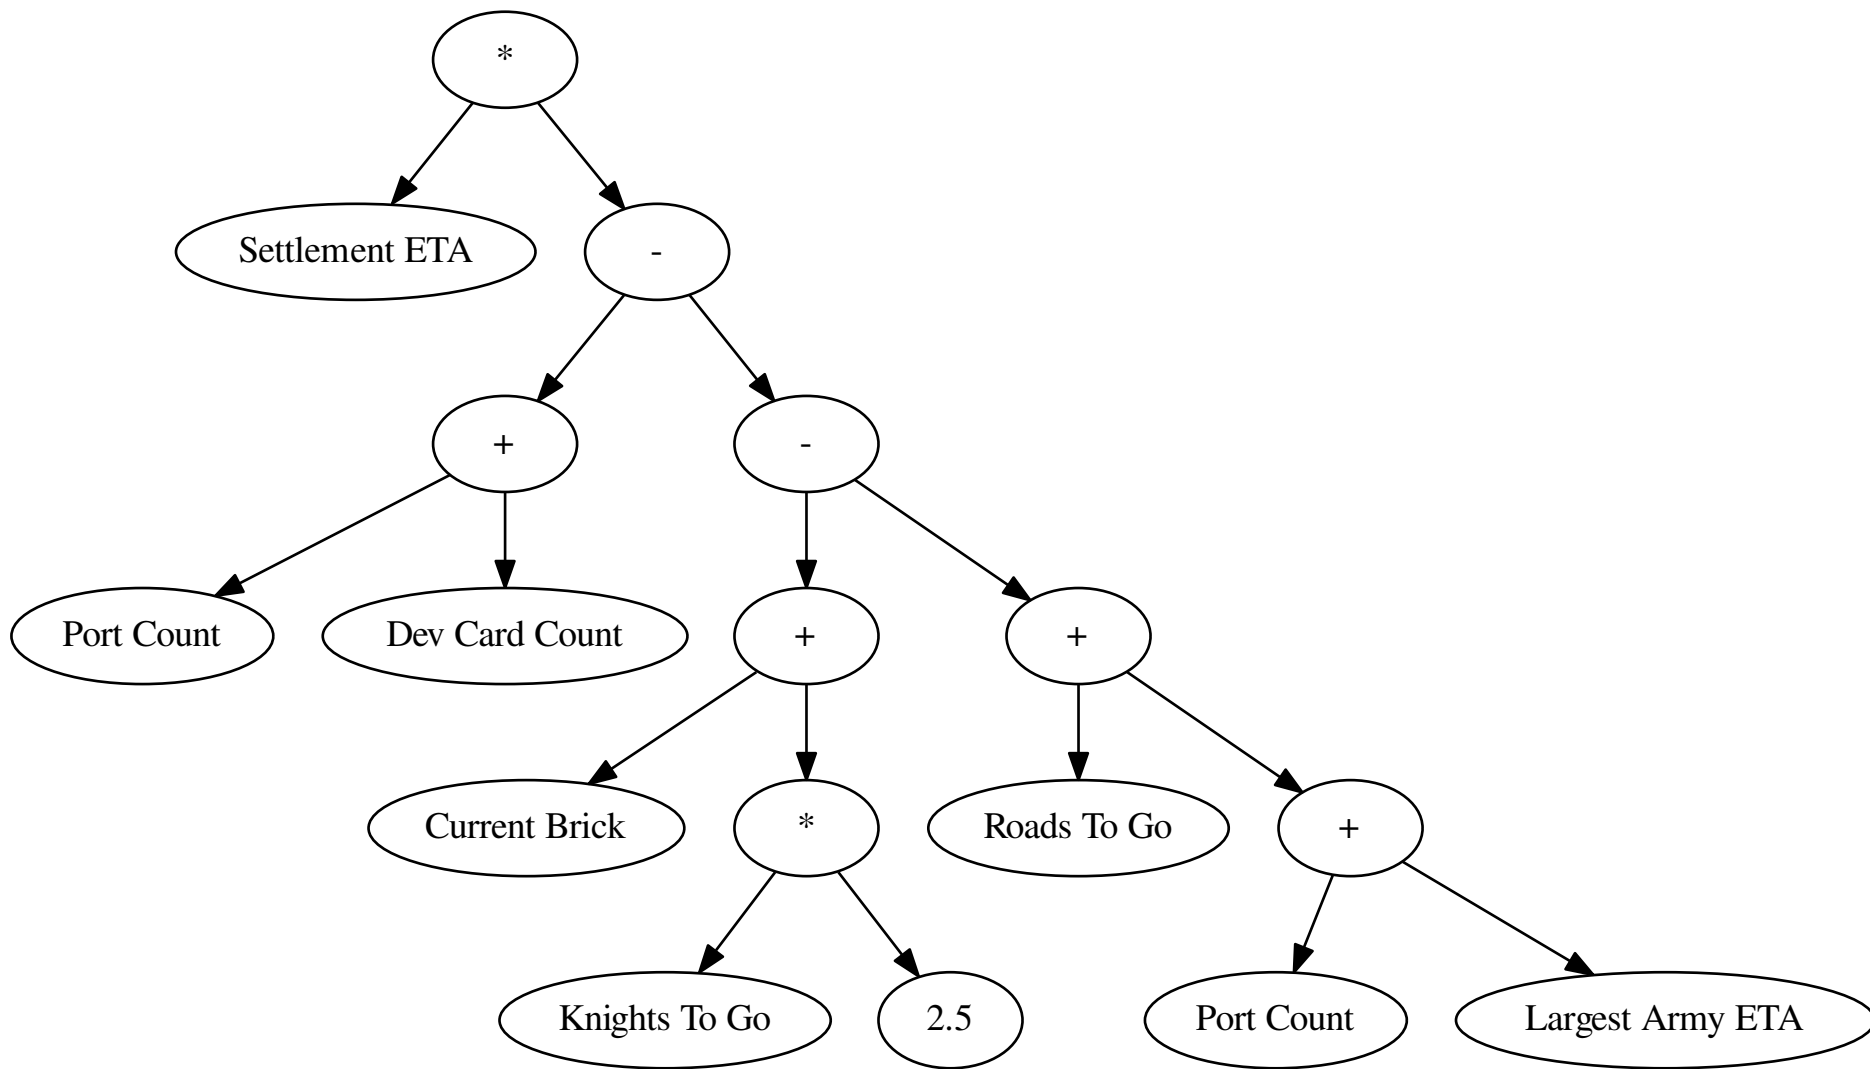 *
Settlement ETA
-
+
-
Port Count
Dev Card Count
+
+
Current Brick
*
Roads To Go
+
Knights To Go
2.5
Port Count
Largest Army ETA